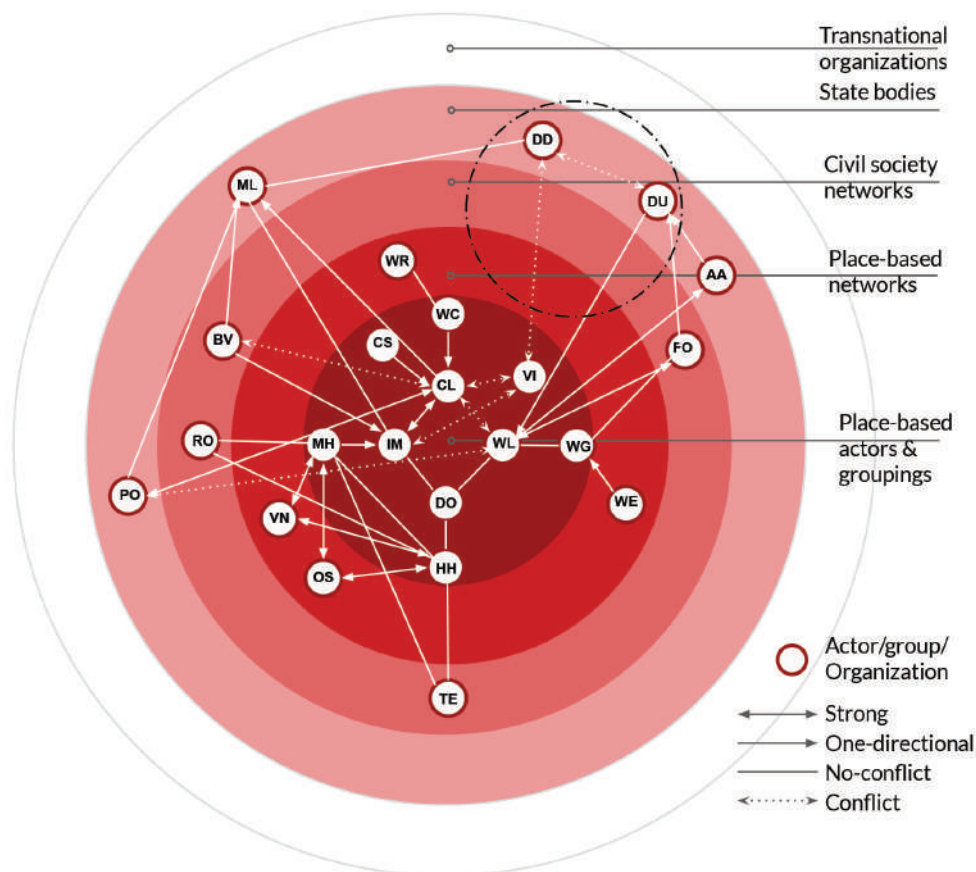 Transnational
organizations
State bodies
Civil society
networks
Place-based
networks
Place-based
actors &
groupings
DD
ML
DU
WR
AA
WC
BV
CS
FO
VI
CL
RO
MH
IM
WL
WG
PO
DO
WE
VN
HH
OS
TE
Actor/group/
Organization
Strong
One-directional
No-conflict
Conflict